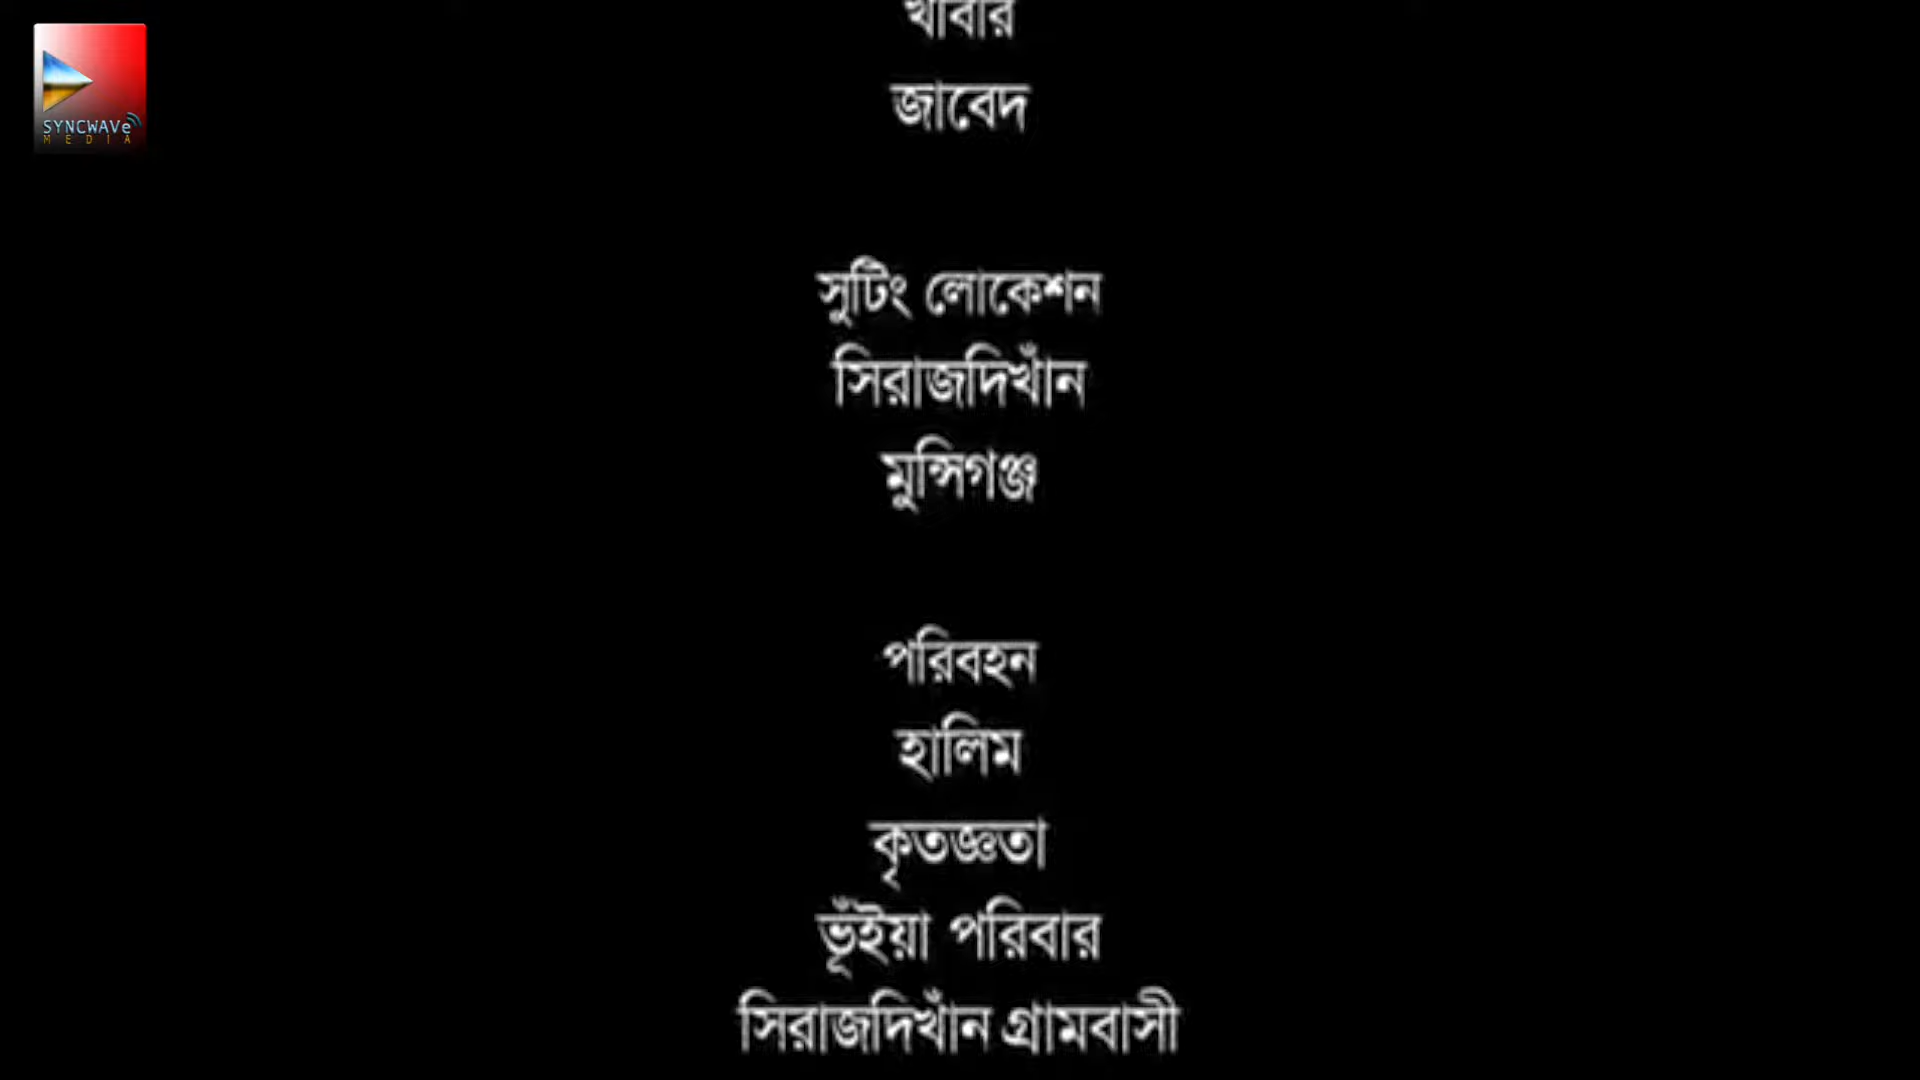 SYNCWAVe
MEDIA
খাবার
জাবেদ
সুটিং লোকেশন
সিরাজদিখাঁন
মুন্সিগঞ্জ
পরিবহন
হালিম
কৃতজ্ঞতা
ভূঁইয়া পরিবার
সিরাজদিখাঁন গ্রামবাসী